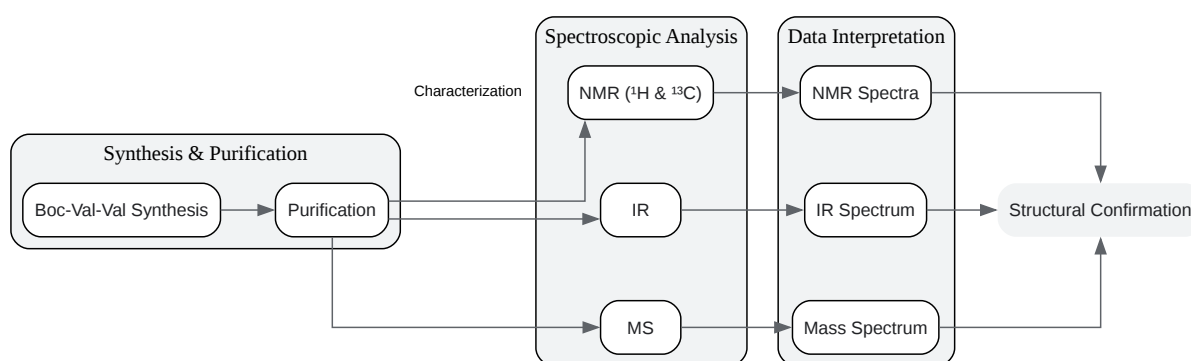 Synthesis & Purification
Boc-Val-Val Synthesis
Purification
Characterization
Spectroscopic Analysis
NMR (¹H & ¹³C)
IR
MS
Data Interpretation
NMR Spectra
IR Spectrum
Mass Spectrum
Structural Confirmation